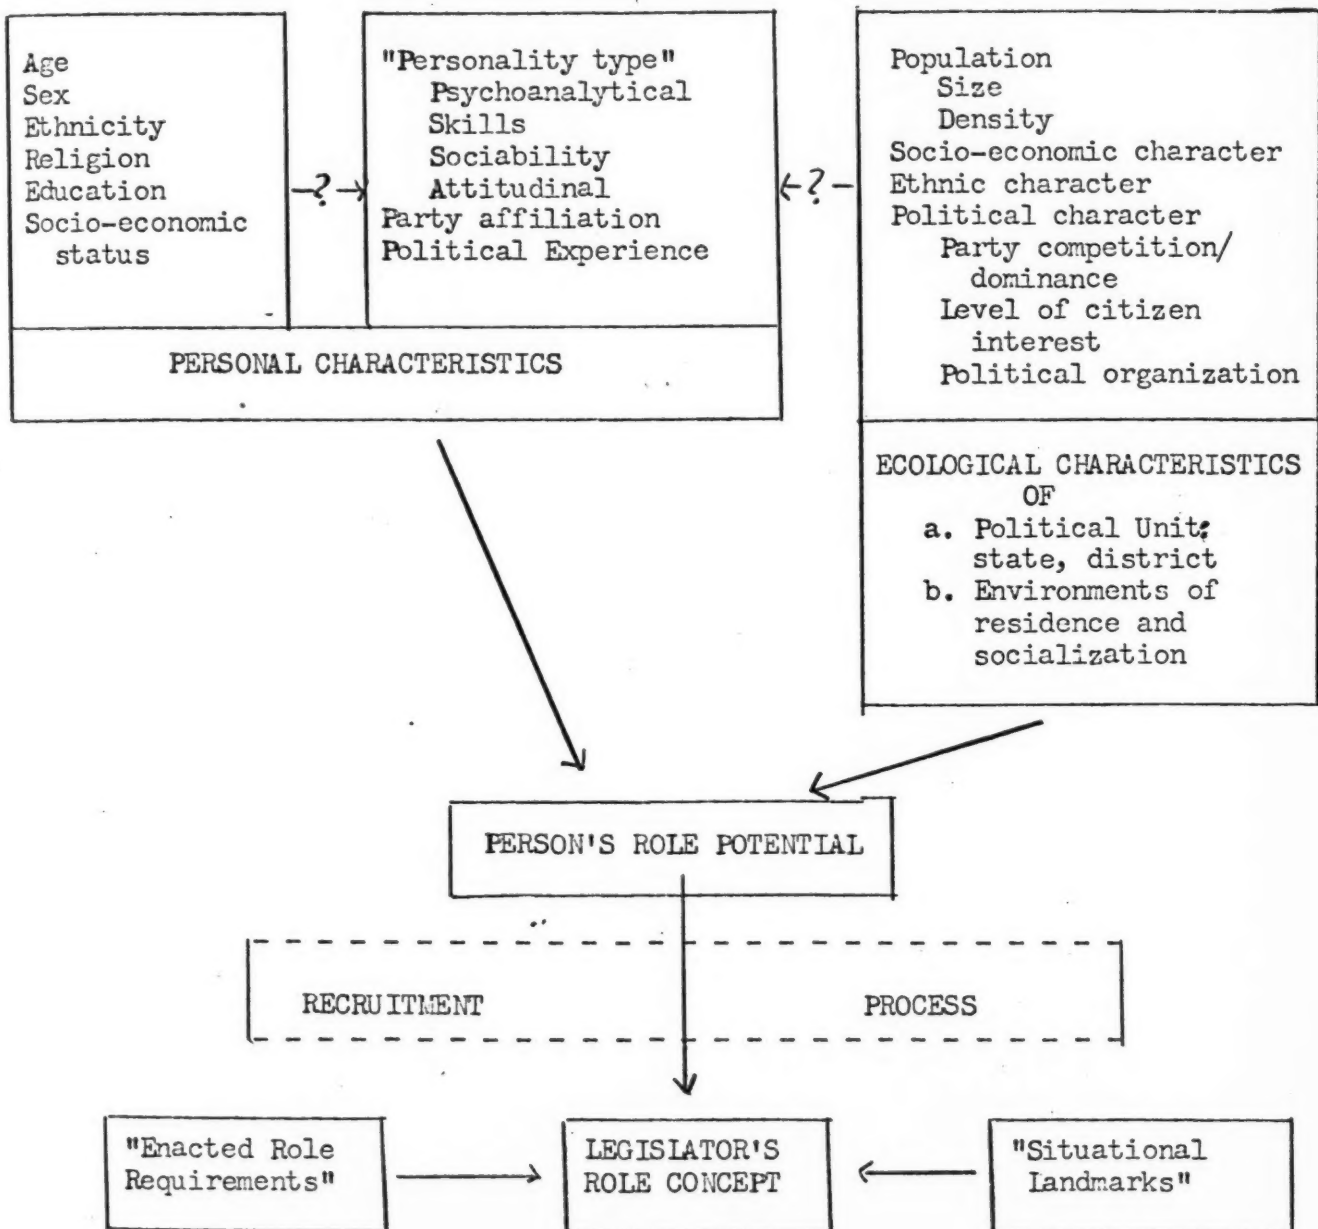 Age
Sex
Ethnicity
Religion
Education
Socio-economic
status
-?→
"Personality type"
Psychoanalytical
Skills
Sociability
Attitudinal
Party affiliation
Political Experience
←?-
Population
Size
Density
Socio-economic character
Ethnic character
Political character
Party competition/
dominance
Level of citizen
interest
Political organization
PERSONAL CHARACTERISTICS
ECOLOGICAL CHARACTERISTICS
OF
a. Political Unit:
state, district
b. Environments of
residence and
socialization
PERSON'S ROLE POTENTIAL
RECRUITMENT PROCESS
"Enacted Role
Requirements"
LEGISLATOR'S
ROLE CONCEPT
"Situational
Landmarks"